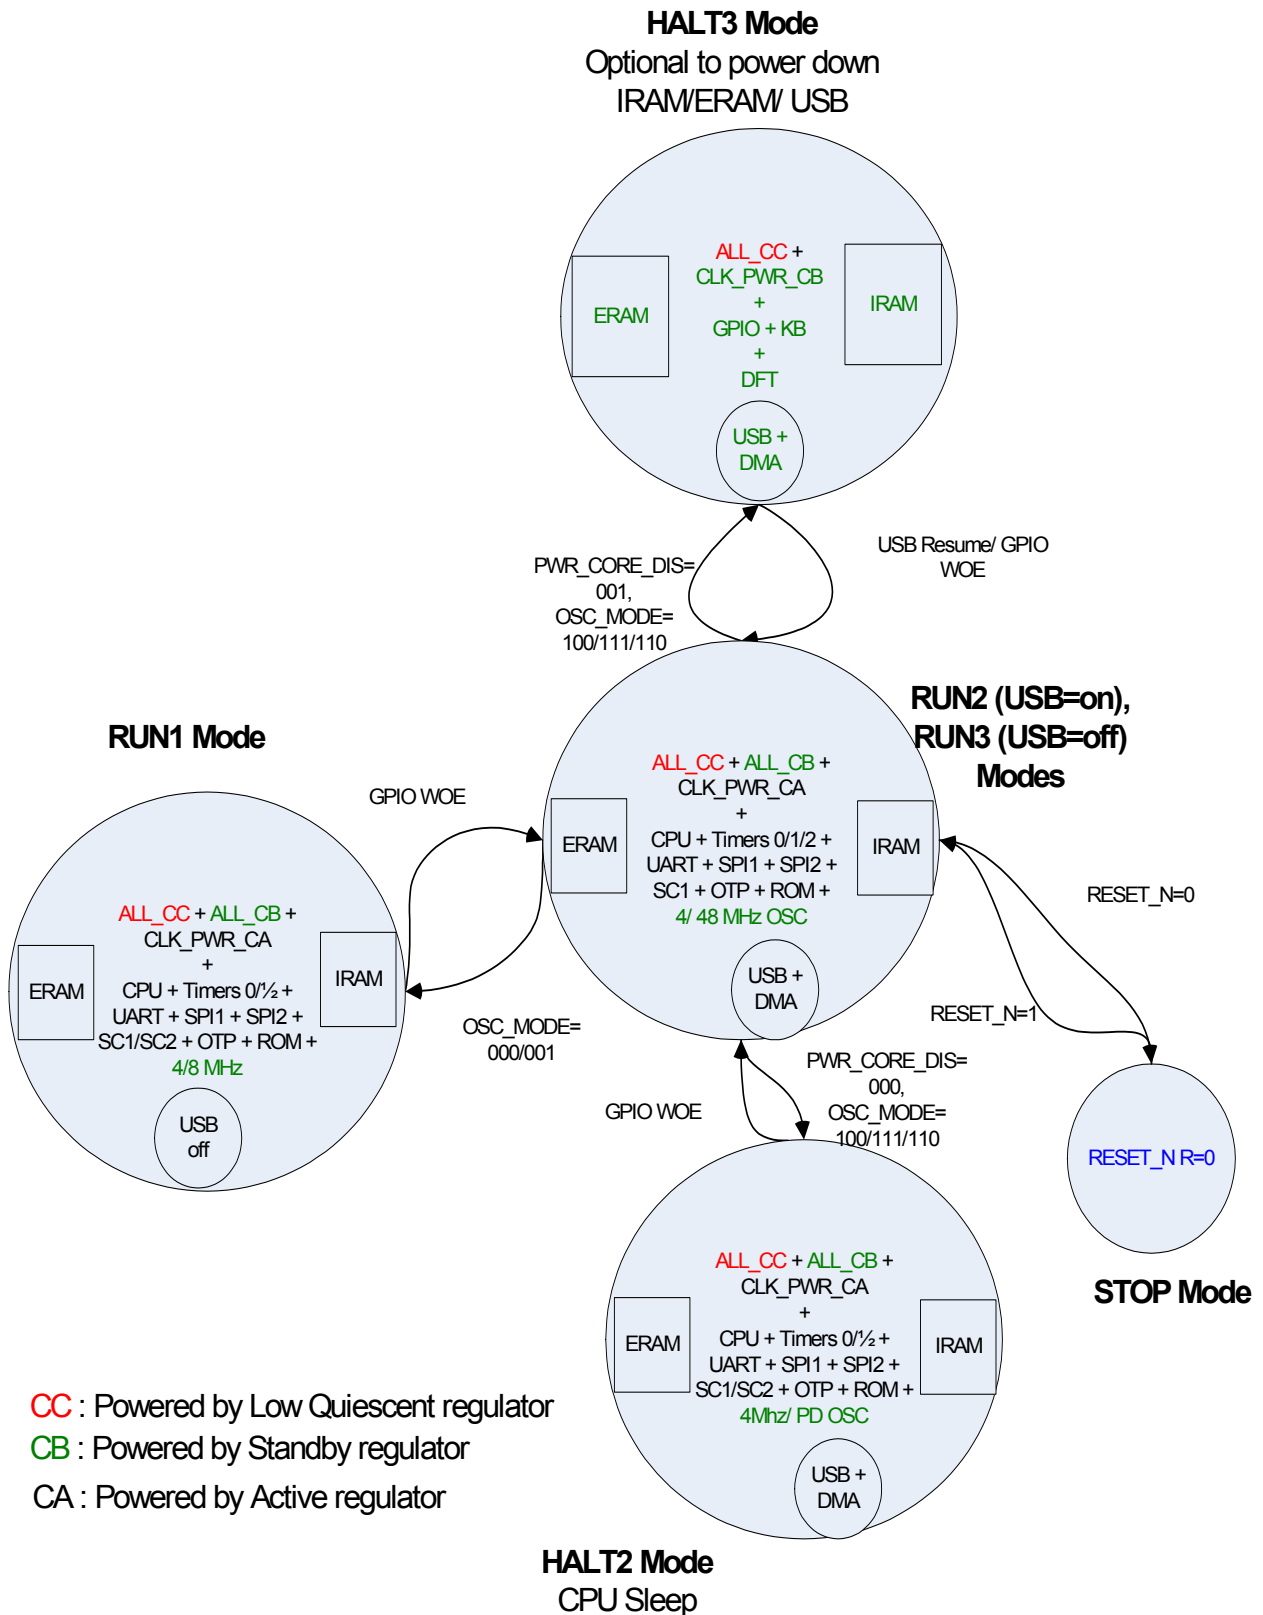 HALT3 Mode
Optional to power down
IRAM/ERAM/ USB
ALL_CC +
CLK_PWR_CB
+
GPIO + KB
+
DFT
ERAM
IRAM
USB +
DMA
PWR_CORE_DIS=
001,
OSC_MODE=
100/111/110
USB Resume/ GPIO
WOE
RUN2 (USB=on),
RUN3 (USB=off)
Modes
ALL_CC + ALL_CB +
CLK_PWR_CA
+
CPU + Timers 0/1/2 +
UART + SPI1 + SPI2 +
SC1 + OTP + ROM +
4/ 48 MHz OSC
ERAM
IRAM
USB +
DMA
RUN1 Mode
GPIO WOE
ALL_CC + ALL_CB +
CLK_PWR_CA
+
CPU + Timers 0/½ +
UART + SPI1 + SPI2 +
SC1/SC2 + OTP + ROM +
4/8 MHz
ERAM
IRAM
USB
off
OSC_MODE=
000/001
RESET_N=0
RESET_N=1
RESET_N R=0
STOP Mode
GPIO WOE
PWR_CORE_DIS=
000,
OSC_MODE=
100/111/110
ALL_CC + ALL_CB +
CLK_PWR_CA
+
CPU + Timers 0/½ +
UART + SPI1 + SPI2 +
SC1/SC2 + OTP + ROM +
4Mhz/ PD OSC
ERAM
IRAM
USB +
DMA
HALT2 Mode
CPU Sleep
CC : Powered by Low Quiescent regulator
CB : Powered by Standby regulator
CA : Powered by Active regulator